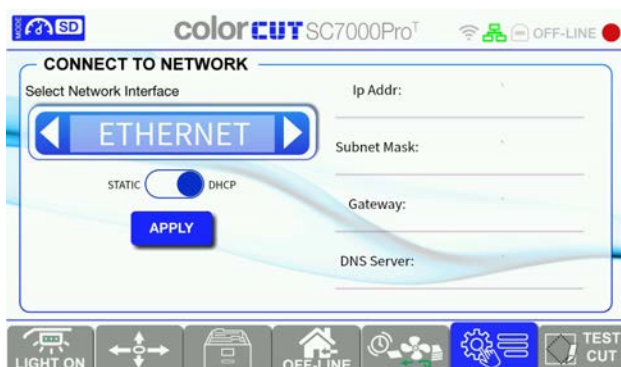 MODE
SD
colorCUT SC7000Proᵀ
OFF-LINE
CONNECT TO NETWORK
Select Network Interface
ETHERNET
STATIC
DHCP
APPLY
Ip Addr:
Subnet Mask:
Gateway:
DNS Server:
LIGHT ON
OFF-LINE
TEST
CUT